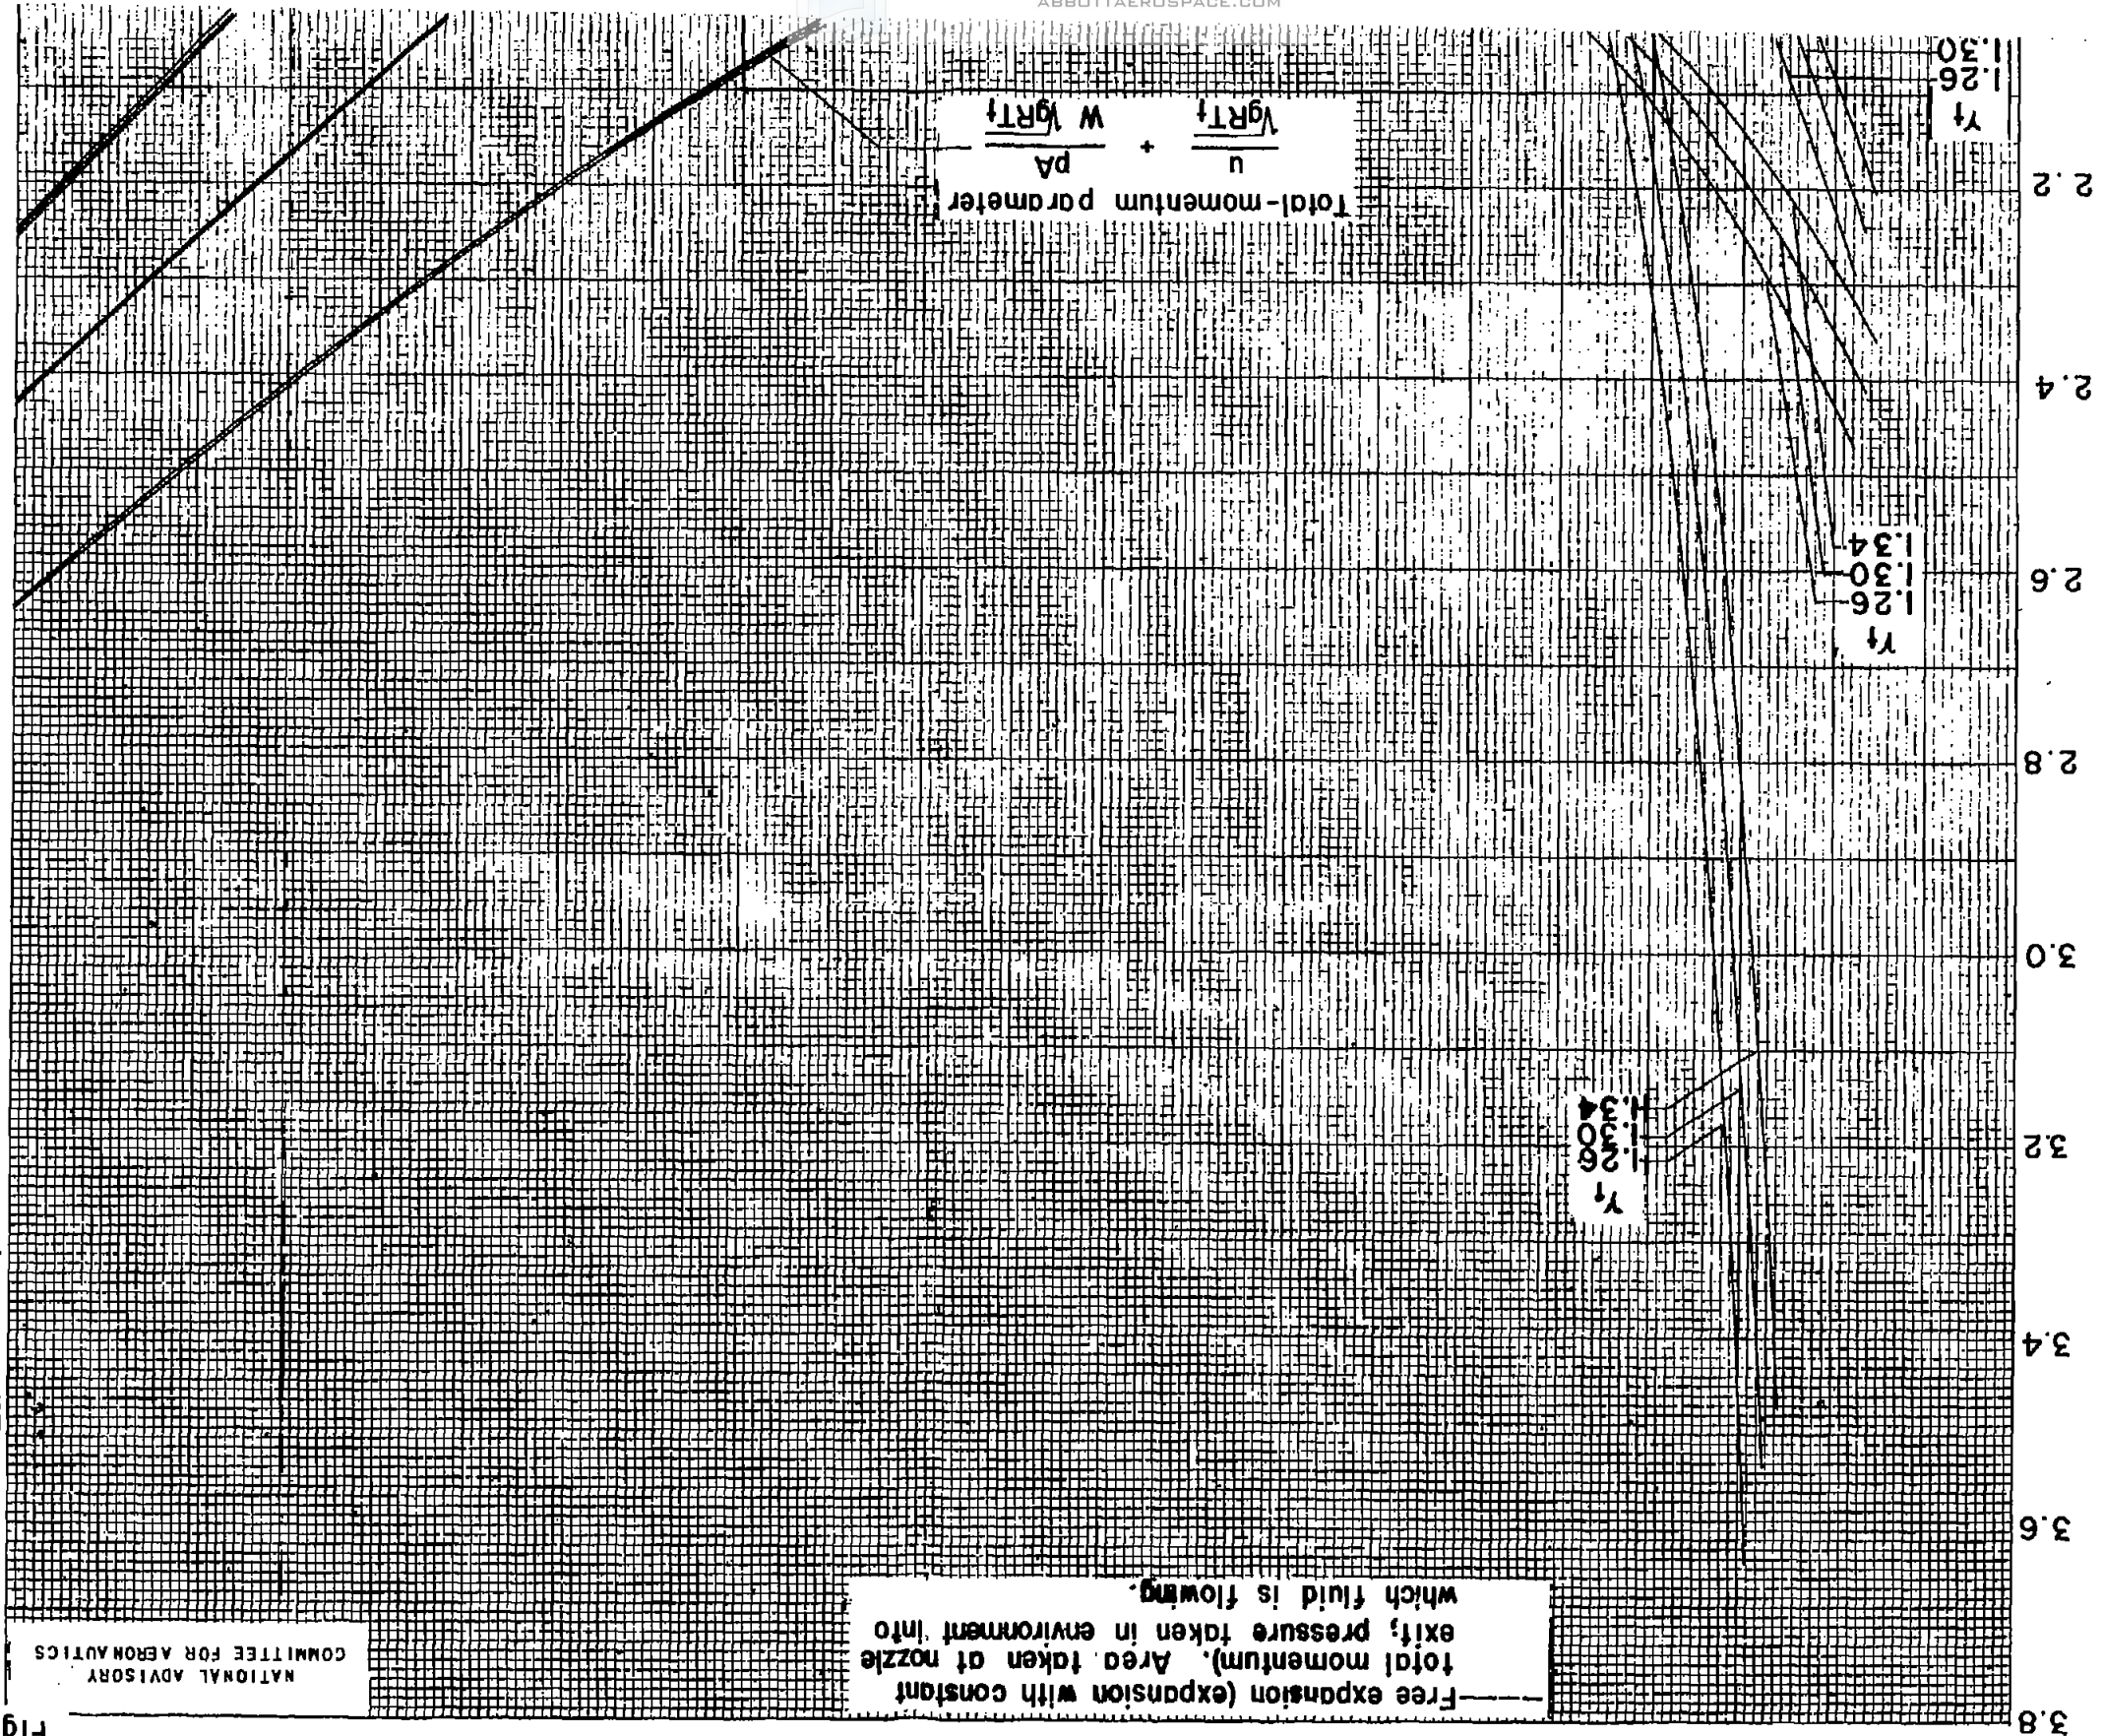 Fig
3.8
NATIONAL ADVISORY
COMMITTEE FOR AERONAUTICS
Free expansion (expansion with constant
total momentum). Area taken at nozzle
exit; pressure taken in environment into
which fluid is flowing.
3.6
3.4
3.2
γt
1.26
1.30
1.34
3.0
2.8
2.6
γt
1.26
1.30
1.34
2.4
2.2
Total-momentum parameter
u/√gRTt + pA/W√gRTt
γt
1.26
1.30
ABBOTTAEROSPACE.COM